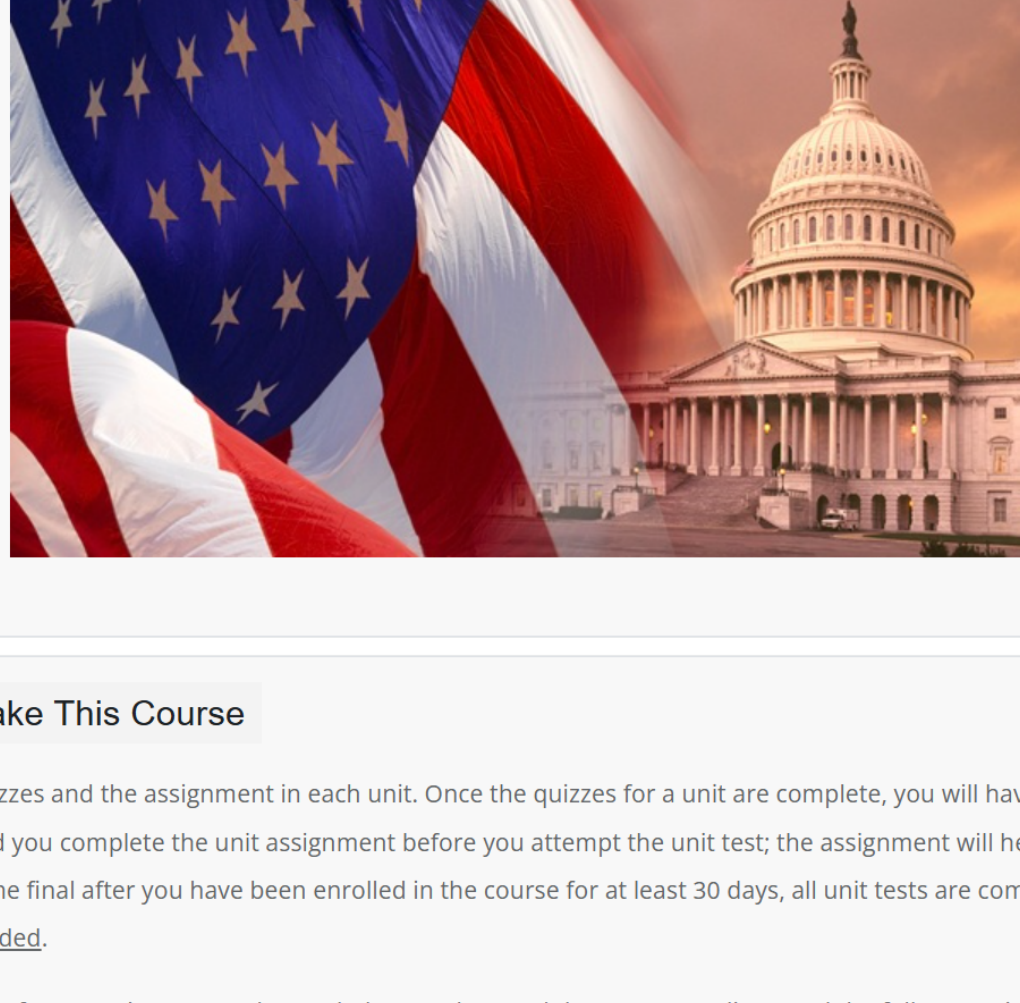 ake This Course
zzes and the assignment in each unit. Once the quizzes for a unit are complete, you will hav
d you complete the unit assignment before you attempt the unit test; the assignment will he
he final after you have been enrolled in the course for at least 30 days, all unit tests are com
ded.